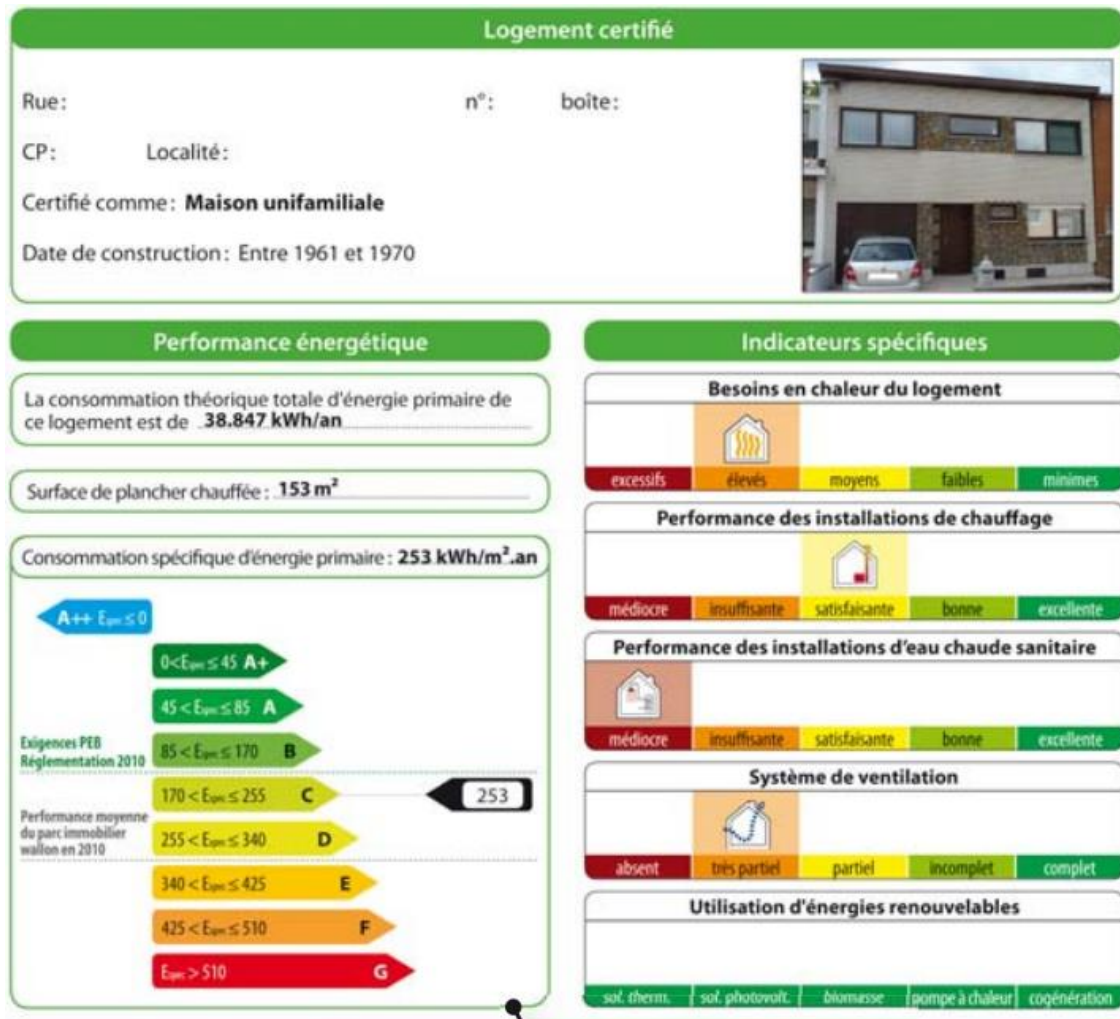 Logement certifié
Rue: n°: boîte:
CP: Localité:
Certifié comme: Maison unifamiliale
Date de construction: Entre 1961 et 1970
Performance énergétique
La consommation théorique totale d'énergie primaire de
ce logement est de 38.847 kWh/an
Surface de plancher chauffée: 153 m²
Consommation spécifique d'énergie primaire: 253 kWh/m².an
A++ Espec ≤ 0
0 < Espec ≤ 45 A+
45 < Espec ≤ 85 A
Exigences PEB
Réglementation 2010
85 < Espec ≤ 170 B
170 < Espec ≤ 255 C
253
Performance moyenne
du parc immobilier
wallon en 2010
255 < Espec ≤ 340 D
340 < Espec ≤ 425 E
425 < Espec ≤ 510 F
Espec > 510 G
Indicateurs spécifiques
Besoins en chaleur du logement
excessifs élevés moyens faibles minimes
Performance des installations de chauffage
médiocre insuffisante satisfaisante bonne excellente
Performance des installations d'eau chaude sanitaire
médiocre insuffisante satisfaisante bonne excellente
Système de ventilation
absent très partiel partiel incomplet complet
Utilisation d'énergies renouvelables
sol. therm. sol. photovolt. biomasse pompe à chaleur cogénération